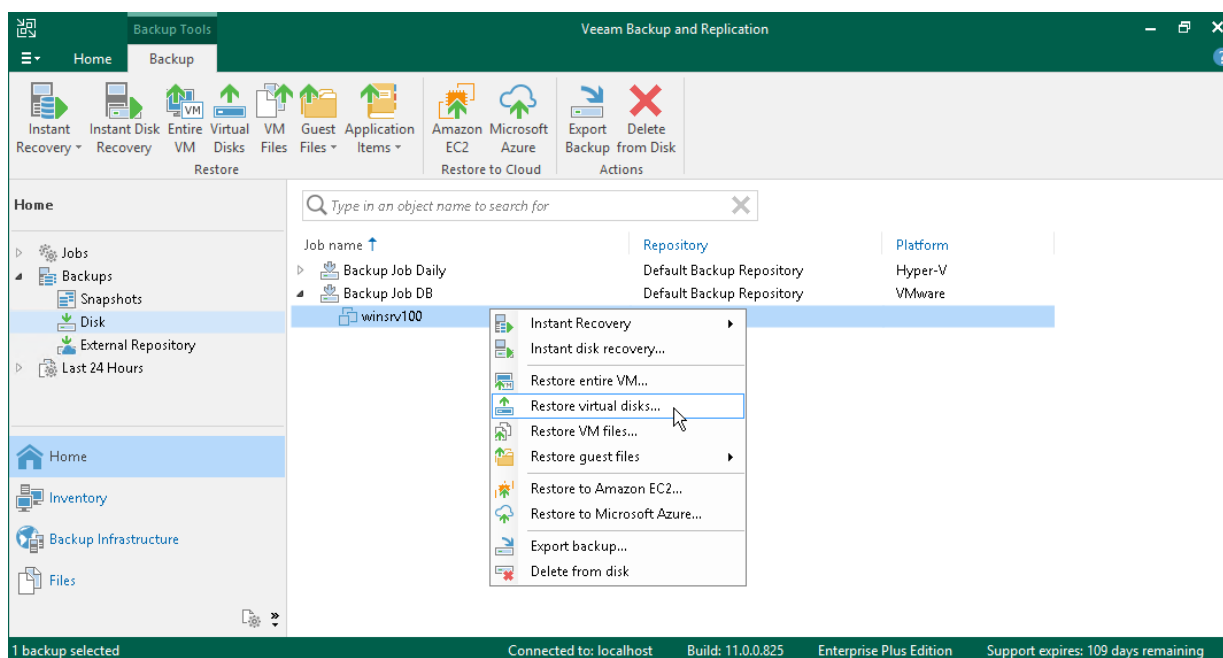 Backup Tools
Veeam Backup and Replication
Home
Backup
Instant Recovery
Instant Disk Recovery
Entire VM
Virtual Disks
VM Files
Guest Files
Application Items
Amazon EC2
Microsoft Azure
Export Backup
Delete from Disk
Restore
Restore to Cloud
Actions
Home
Type in an object name to search for
Jobs
Backups
Snapshots
Disk
External Repository
Last 24 Hours
Job name
Repository
Platform
Backup Job Daily
Default Backup Repository
Hyper-V
Backup Job DB
Default Backup Repository
VMware
winsrv100
Instant Recovery
Instant disk recovery...
Restore entire VM...
Restore virtual disks...
Restore VM files...
Restore guest files
Restore to Amazon EC2...
Restore to Microsoft Azure...
Export backup...
Delete from disk
Home
Inventory
Backup Infrastructure
Files
1 backup selected
Connected to: localhost
Build: 11.0.0.825
Enterprise Plus Edition
Support expires: 109 days remaining